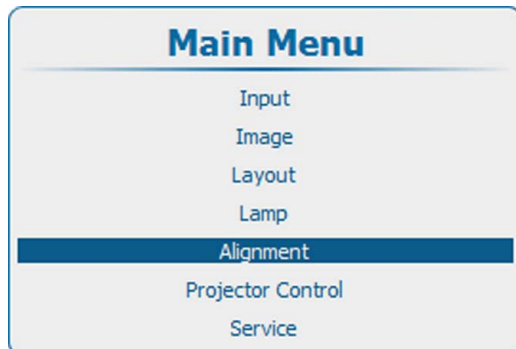 Main Menu
Input
Image
Layout
Lamp
Alignment
Projector Control
Service